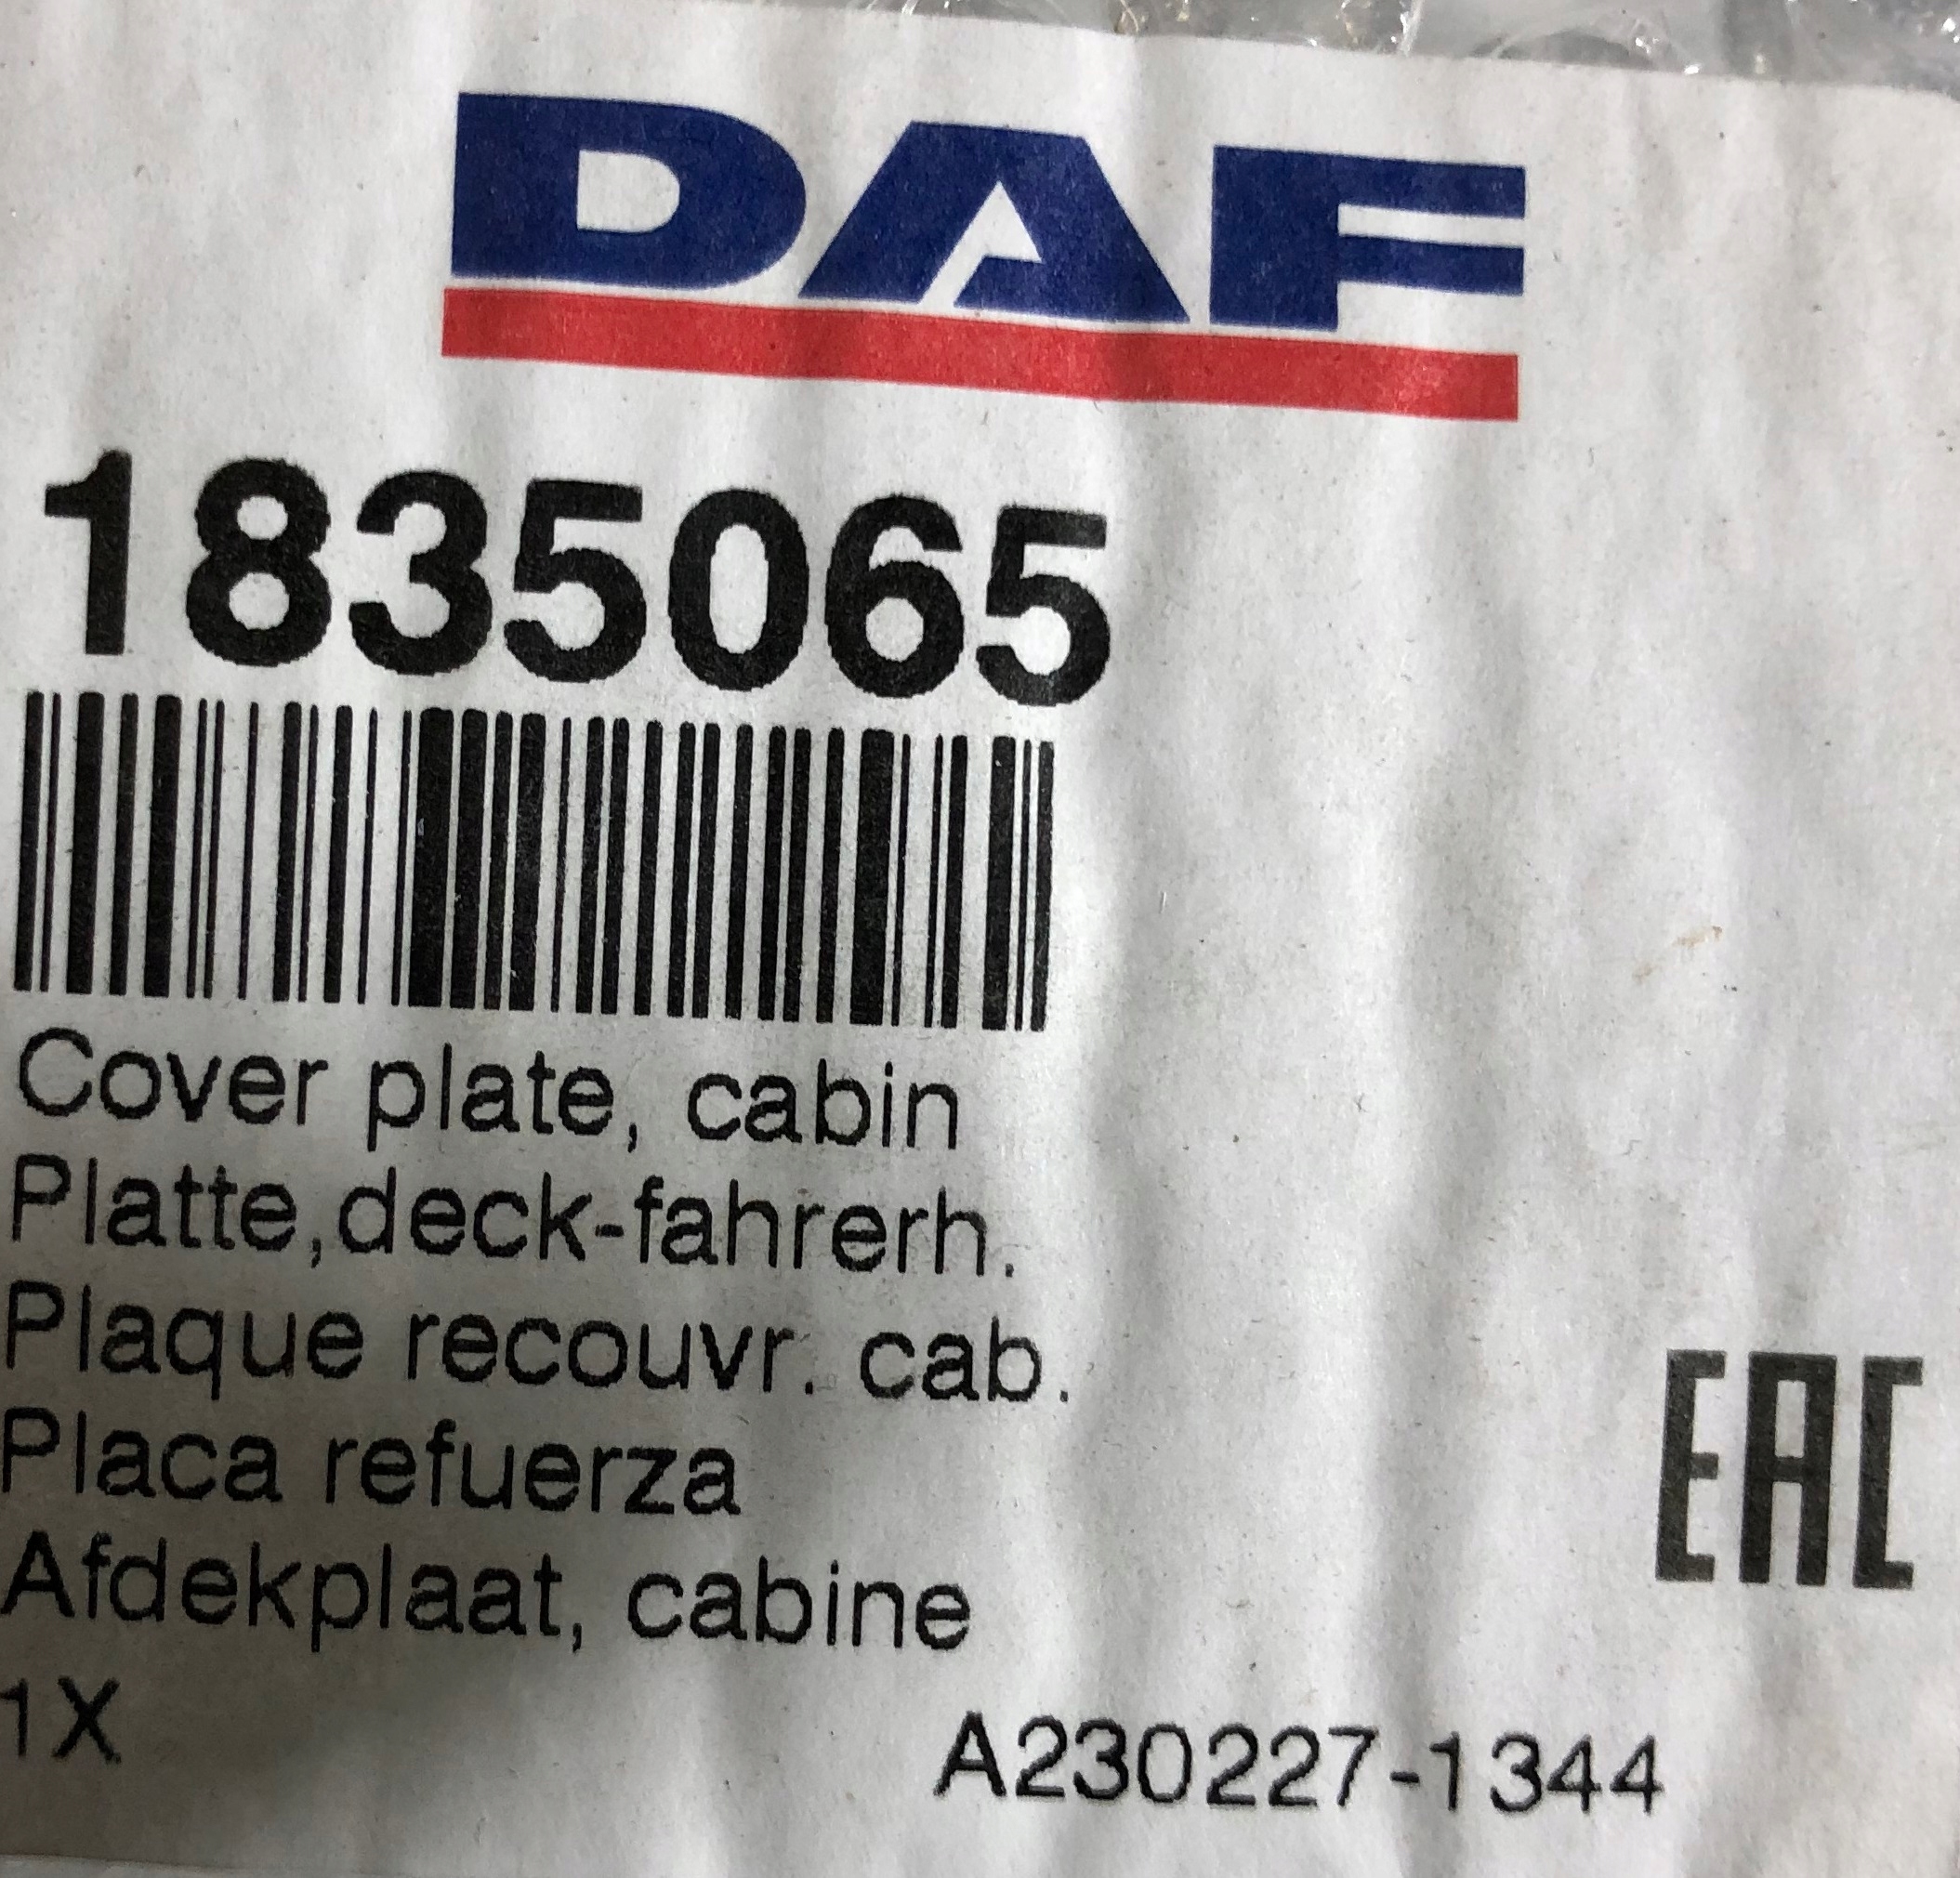 DAF
1835065
Cover plate, cabin
Platte,deck-fahrerh.
Plaque recouvr. cab.
Placa refuerza
Afdekplaat, cabine
EAC
1X
A230227-1344